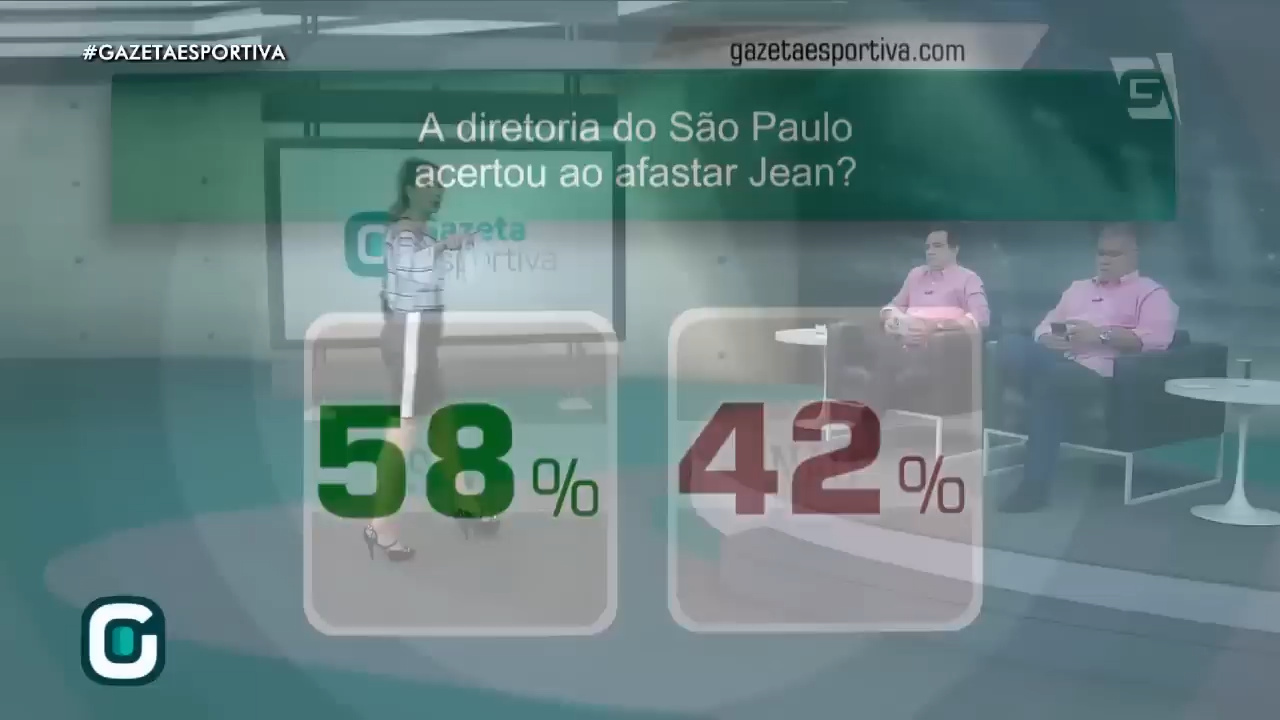 #GAZETAESPORTIVA
gazetaesportiva.com
A diretoria do São Paulo
acertou ao afastar Jean?
Gazeta
Esportiva
58%
42%